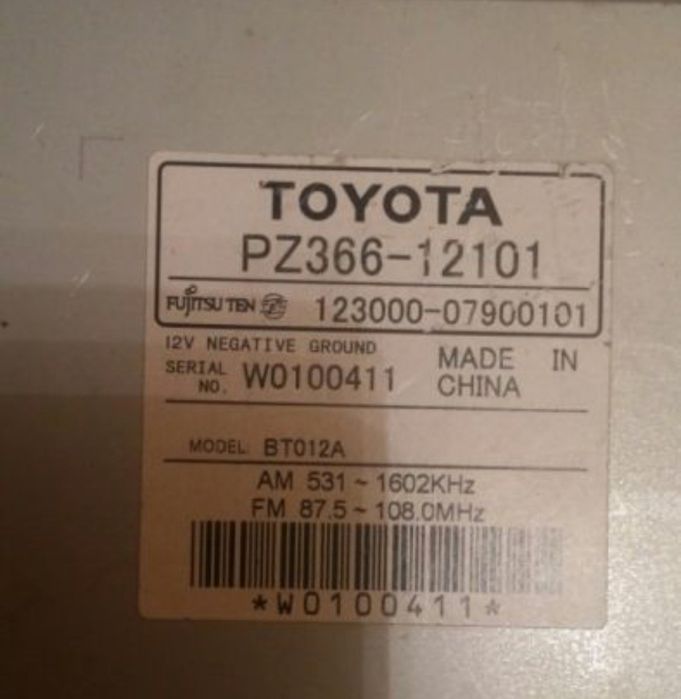 TOYOTA
PZ366-12101
FUJITSU TEN 123000-07900101
12V NEGATIVE GROUND
SERIAL NO. W0100411
MADE IN CHINA
MODEL BT012A
AM 531 ~ 1602KHz
FM 87.5 ~ 108.0MHz
*W0100411*